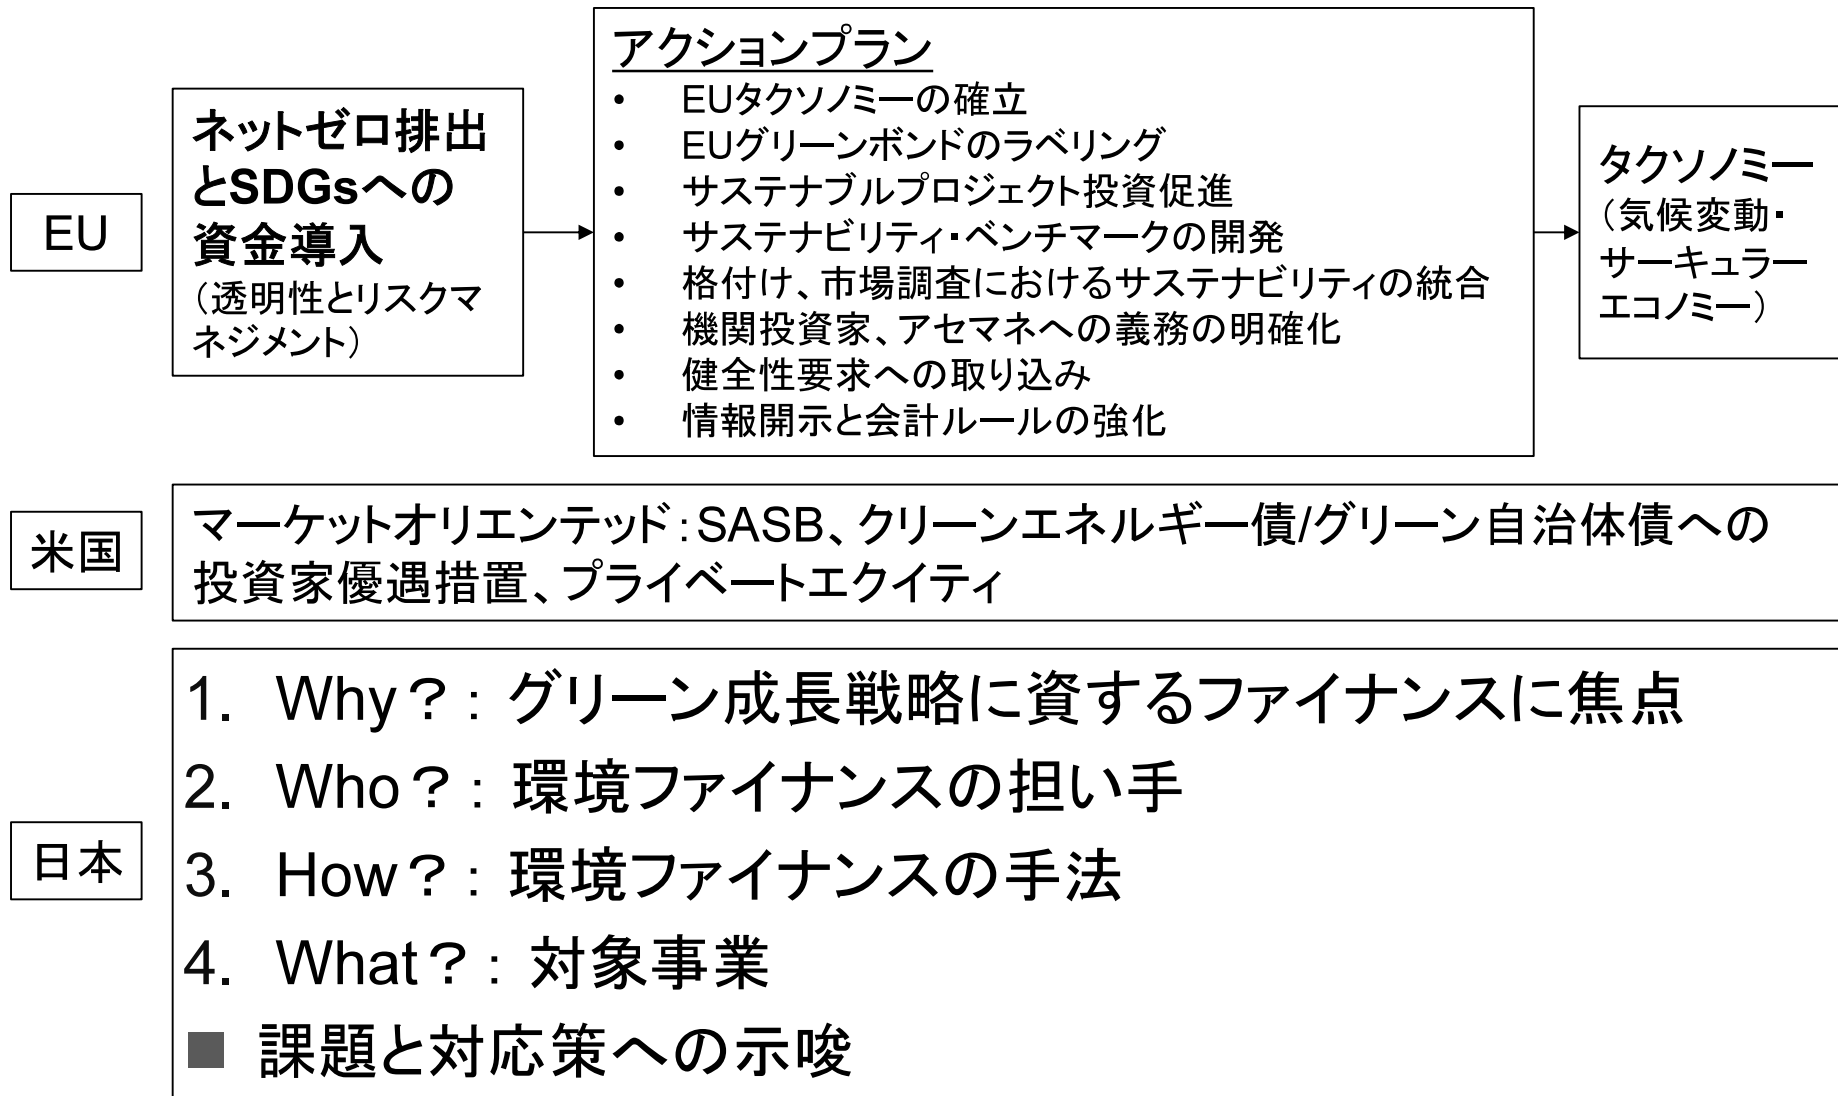 EU
ネットゼロ排出
とSDGsへの
資金導入
（透明性とリスクマ
ネジメント）
アクションプラン
• EUタクソノミーの確立
• EUグリーンボンドのラベリング
• サステナブルプロジェクト投資促進
• サステナビリティ・ベンチマークの開発
• 格付け、市場調査におけるサステナビリティの統合
• 機関投資家、アセマネへの義務の明確化
• 健全性要求への取り込み
• 情報開示と会計ルールの強化
タクソノミー
（気候変動・
サーキュラー
エコノミー）
米国
マーケットオリエンテッド：SASB、クリーンエネルギー債/グリーン自治体債への
投資家優遇措置、プライベートエクイティ
日本
1. Why？：グリーン成長戦略に資するファイナンスに焦点
2. Who？：環境ファイナンスの担い手
3. How？：環境ファイナンスの手法
4. What？：対象事業
■ 課題と対応策への示唆